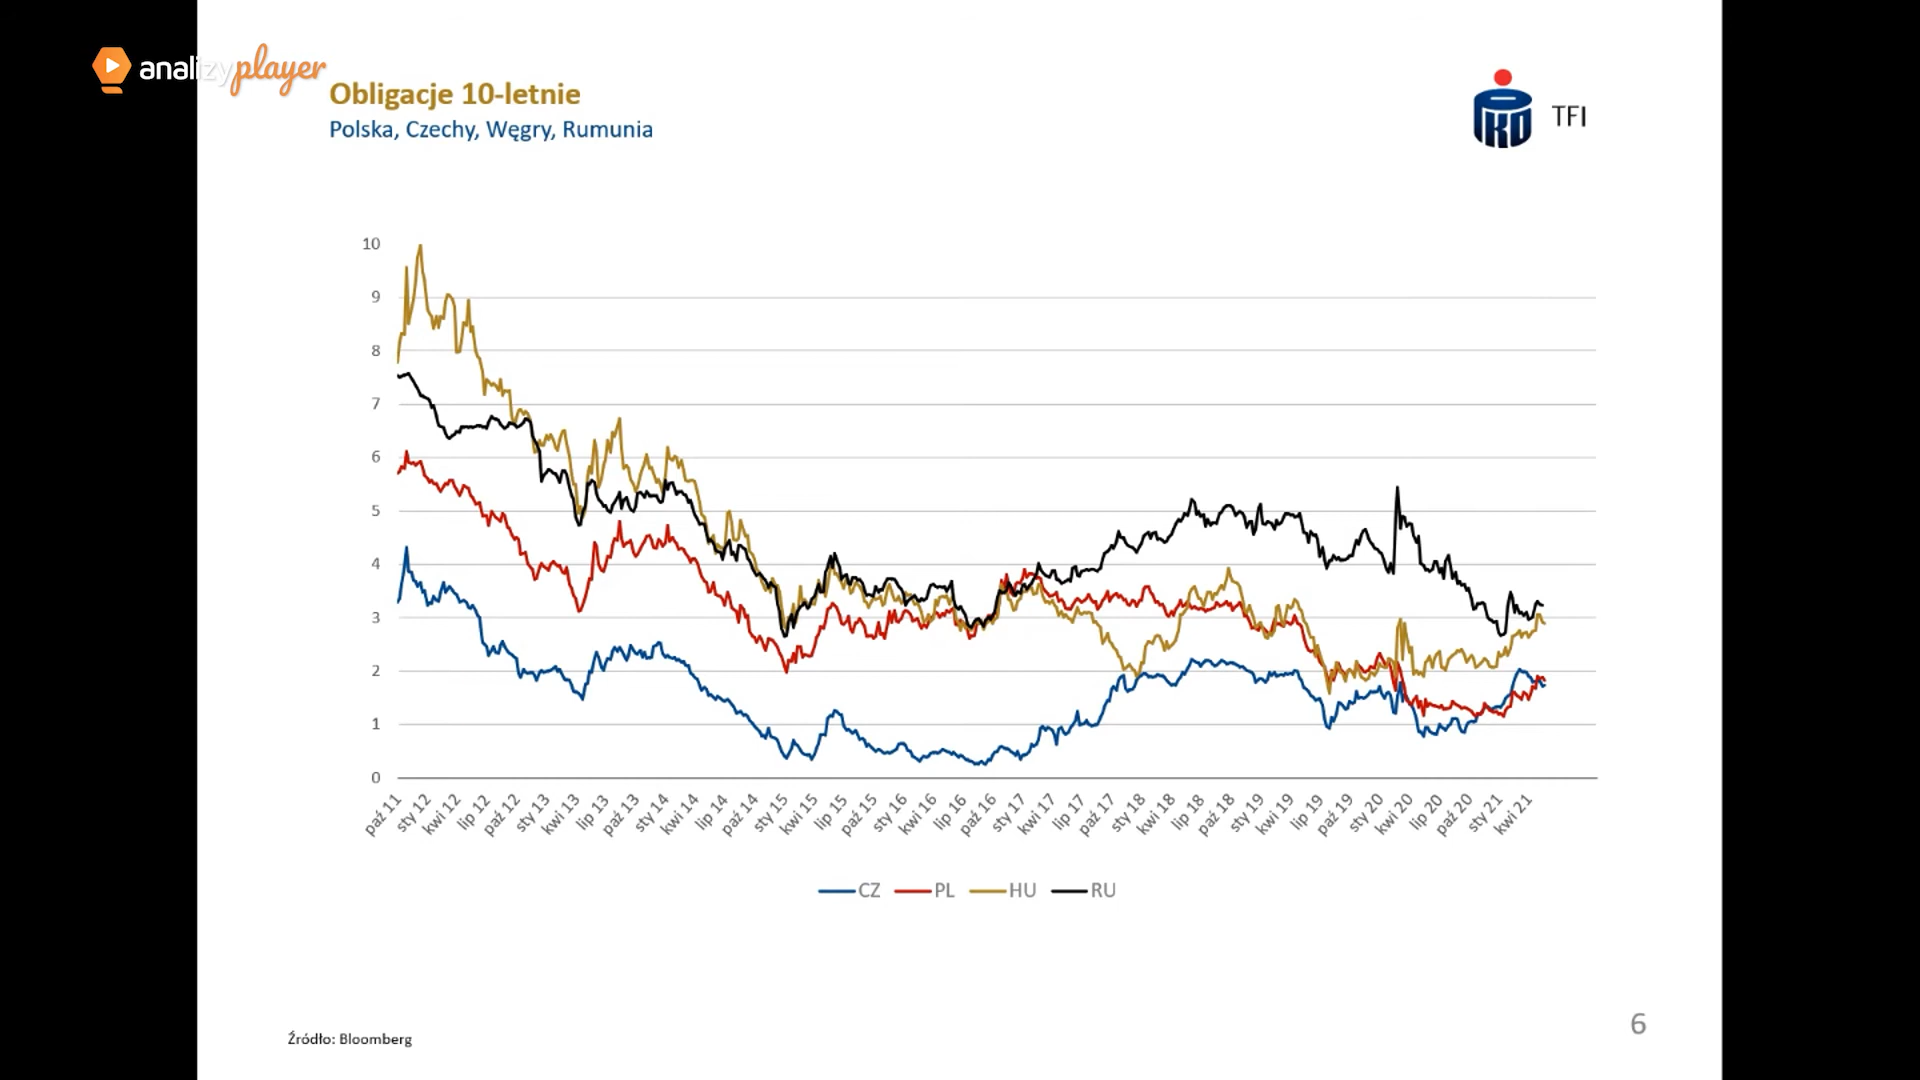 analizyplayer
Obligacje 10-letnie
Polska, Czechy, Węgry, Rumunia
PKO TFI
10
9
8
7
6
5
4
3
2
1
0
paź 11
sty 12
kwi 12
lip 12
paź 12
sty 13
kwi 13
lip 13
paź 13
sty 14
kwi 14
lip 14
paź 14
sty 15
kwi 15
lip 15
paź 15
sty 16
kwi 16
lip 16
paź 16
sty 17
kwi 17
lip 17
paź 17
sty 18
kwi 18
lip 18
paź 18
sty 19
kwi 19
lip 19
paź 19
sty 20
kwi 20
lip 20
paź 20
sty 21
kwi 21
CZ PL HU RU
Źródło: Bloomberg
6